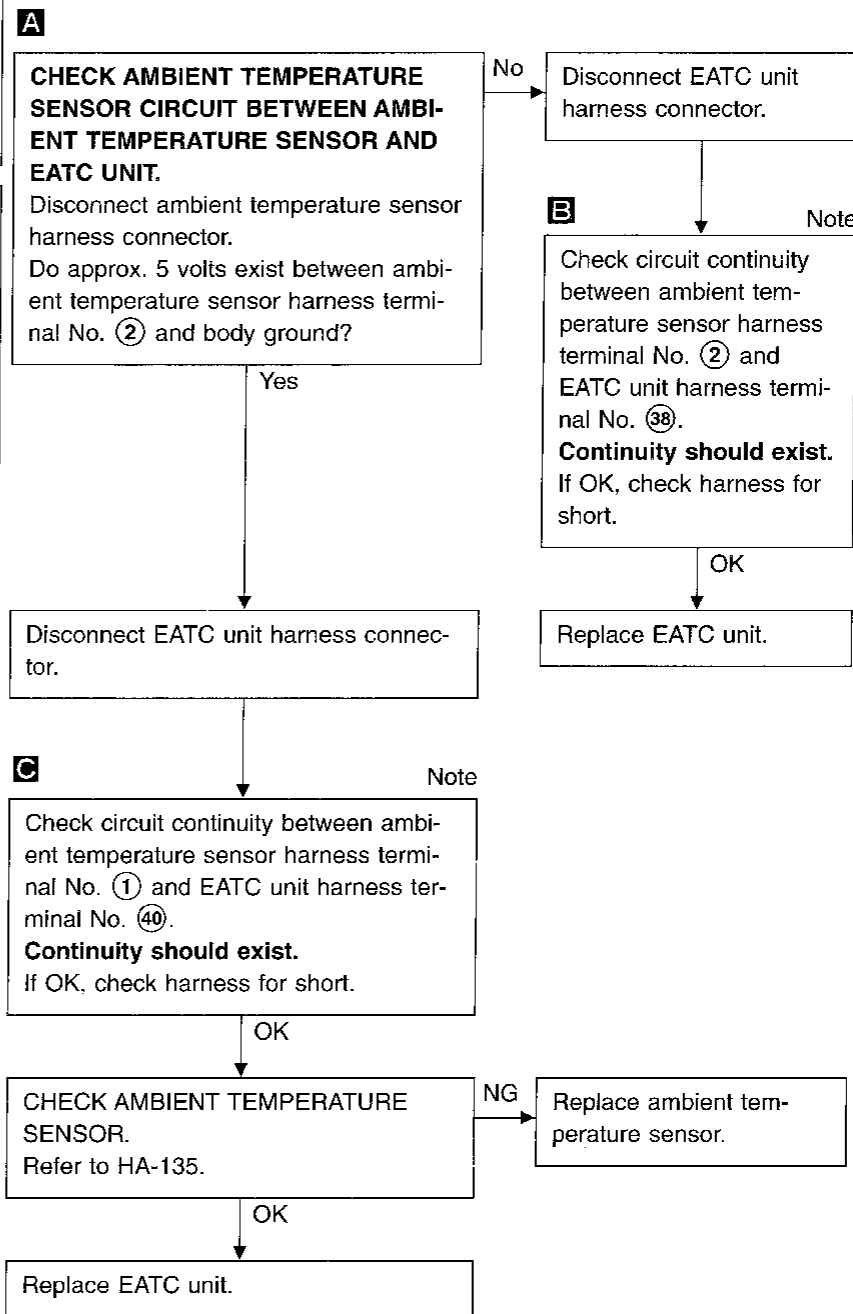 A
CHECK AMBIENT TEMPERATURE
SENSOR CIRCUIT BETWEEN AMBI-
ENT TEMPERATURE SENSOR AND
EATC UNIT.
Disconnect ambient temperature sensor
harness connector.
Do approx. 5 volts exist between ambi-
ent temperature sensor harness termi-
nal No. ② and body ground?
No
Disconnect EATC unit
harness connector.
B
Note
Check circuit continuity
between ambient tem-
perature sensor harness
terminal No. ② and
EATC unit harness termi-
nal No. ㊳.
Continuity should exist.
If OK, check harness for
short.
OK
Replace EATC unit.
Yes
Disconnect EATC unit harness connec-
tor.
C
Note
Check circuit continuity between ambi-
ent temperature sensor harness termi-
nal No. ① and EATC unit harness ter-
minal No. ㊵.
Continuity should exist.
If OK, check harness for short.
OK
CHECK AMBIENT TEMPERATURE
SENSOR.
Refer to HA-135.
NG
Replace ambient tem-
perature sensor.
OK
Replace EATC unit.